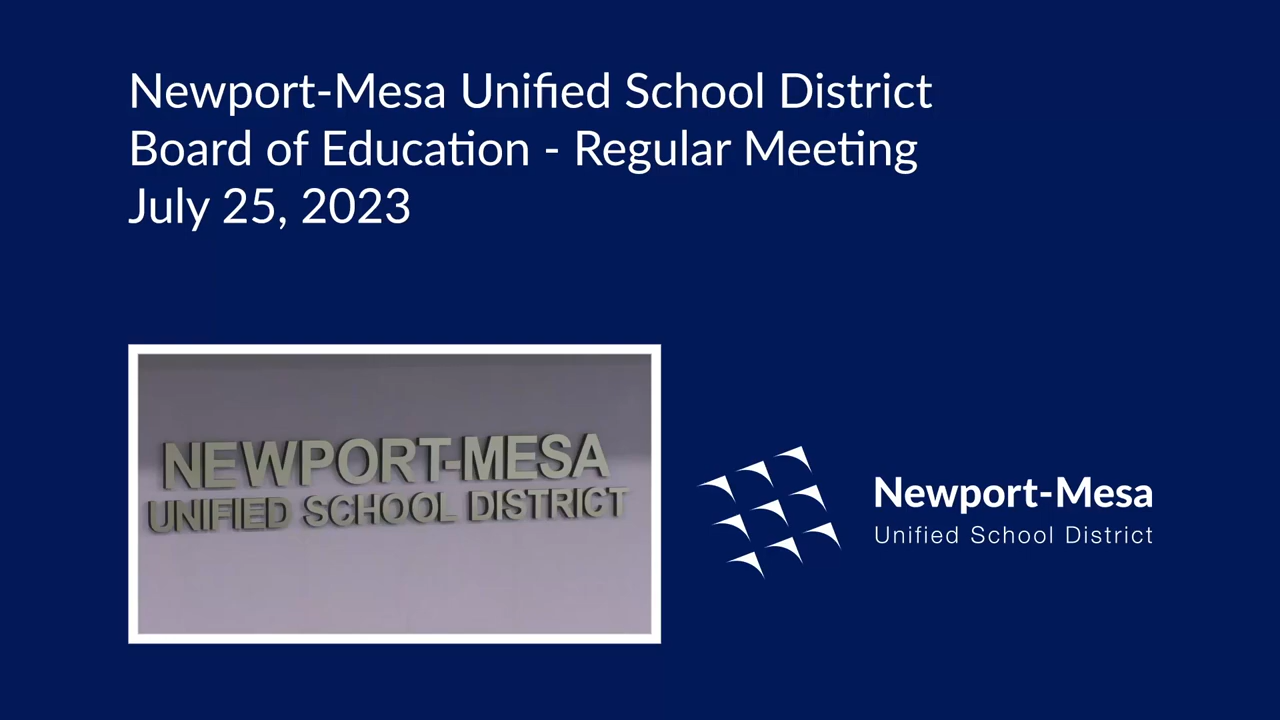 Newport-Mesa Unified School District
Board of Education - Regular Meeting
July 25, 2023
NEWPORT-MESA
UNIFIED SCHOOL DISTRICT
Newport-Mesa
Unified School District